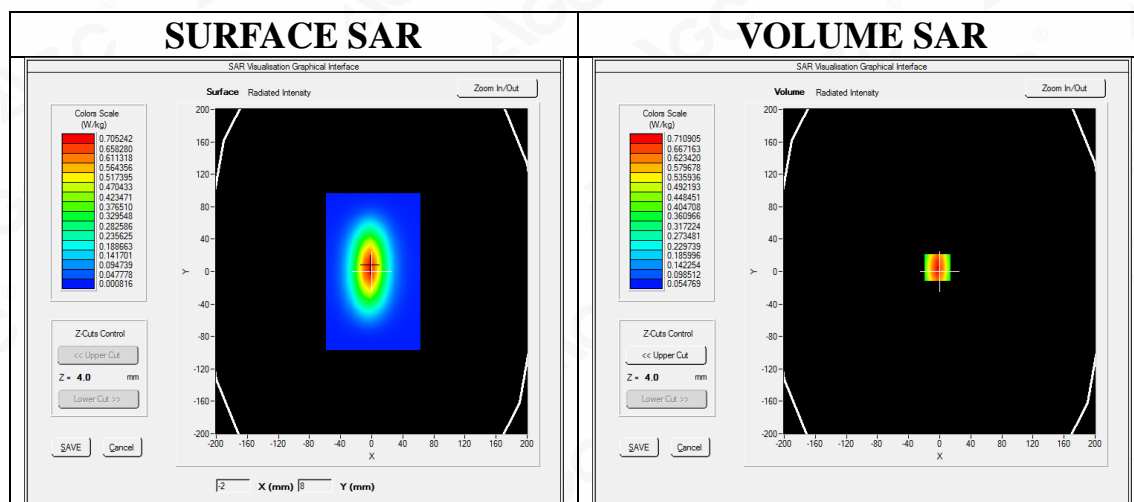 SURFACE SAR
SAR Visualisation Graphical Interface
Surface Radiated Intensity
Zoom In/Out
Colors Scale
(W/kg)
0.705242
0.658280
0.611318
0.564356
0.517395
0.470433
0.423471
0.376510
0.329548
0.282586
0.235625
0.188663
0.141701
0.094739
0.047778
0.000816
Z-Cuts Control
<< Upper Cut
Z = 4.0 mm
Lower Cut >>
SAVE Cancel
200
160
120
80
40
0
-40
-80
-120
-160
-200
Y
-200 -160 -120 -80 -40 0 40 80 120 160 200
X
-2 X (mm) 8 Y (mm)
VOLUME SAR
SAR Visualisation Graphical Interface
Volume Radiated Intensity
Zoom In/Out
Colors Scale
(W/kg)
0.710905
0.667163
0.623420
0.579678
0.535936
0.492193
0.448451
0.404708
0.360966
0.317224
0.273481
0.229739
0.185996
0.142254
0.098512
0.054769
Z-Cuts Control
<< Upper Cut
Z = 4.0 mm
Lower Cut >>
SAVE Cancel
200
160
120
80
40
0
-40
-80
-120
-160
-200
Y
-200 -160 -120 -80 -40 0 40 80 120 160 200
X